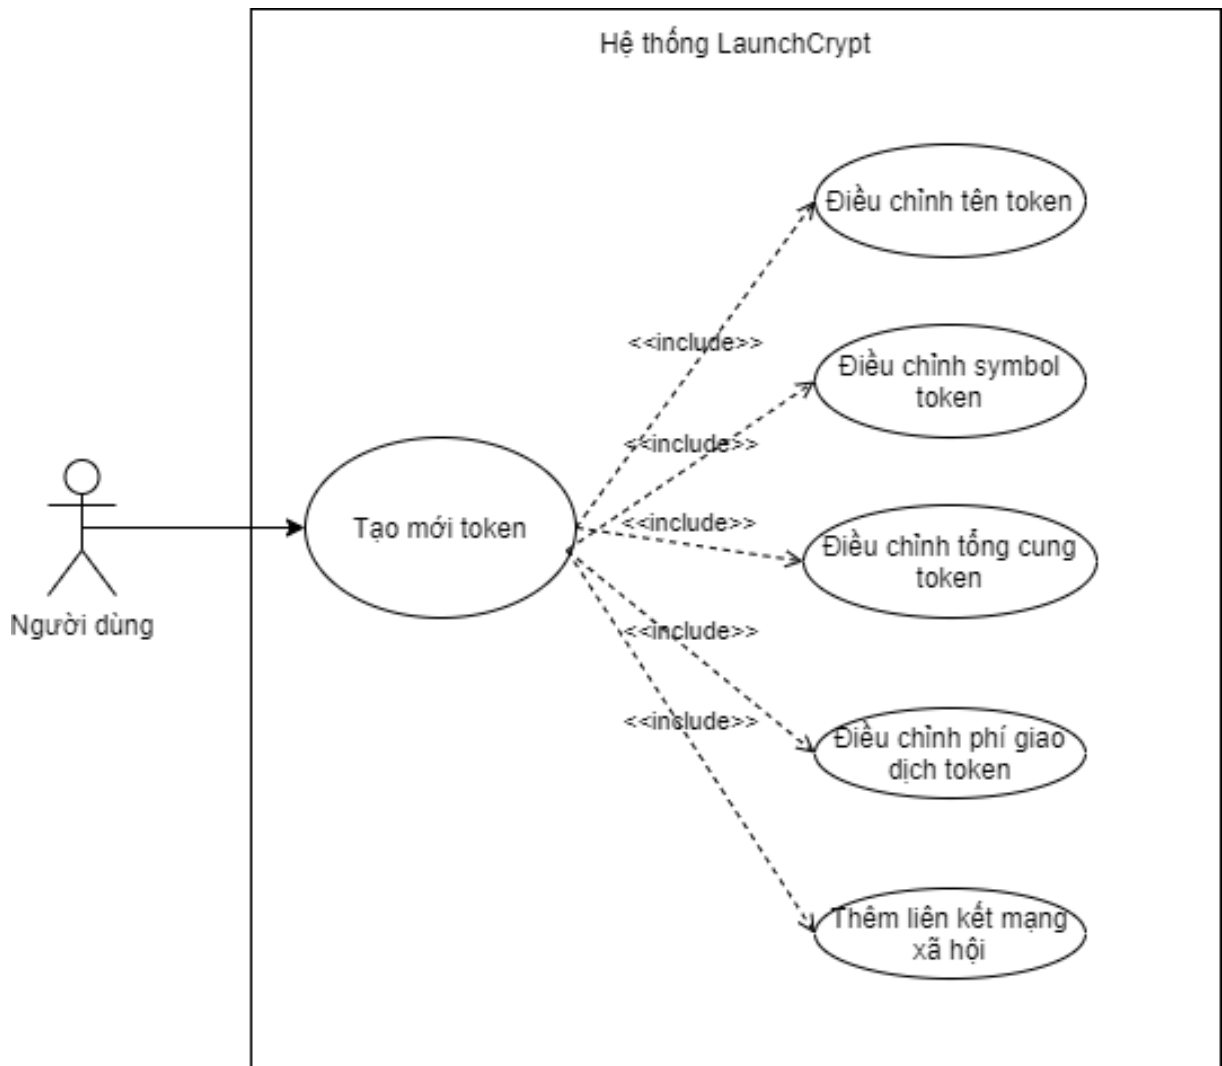 Hệ thống LaunchCrypt
Điều chỉnh tên token
<<include>>
Điều chỉnh symbol
token
<<include>>
Tạo mới token
<<include>>
Điều chỉnh tổng cung
token
Người dùng
<<include>>
<<include>>
Điều chỉnh phí giao
dịch token
Thêm liên kết mạng
xã hội